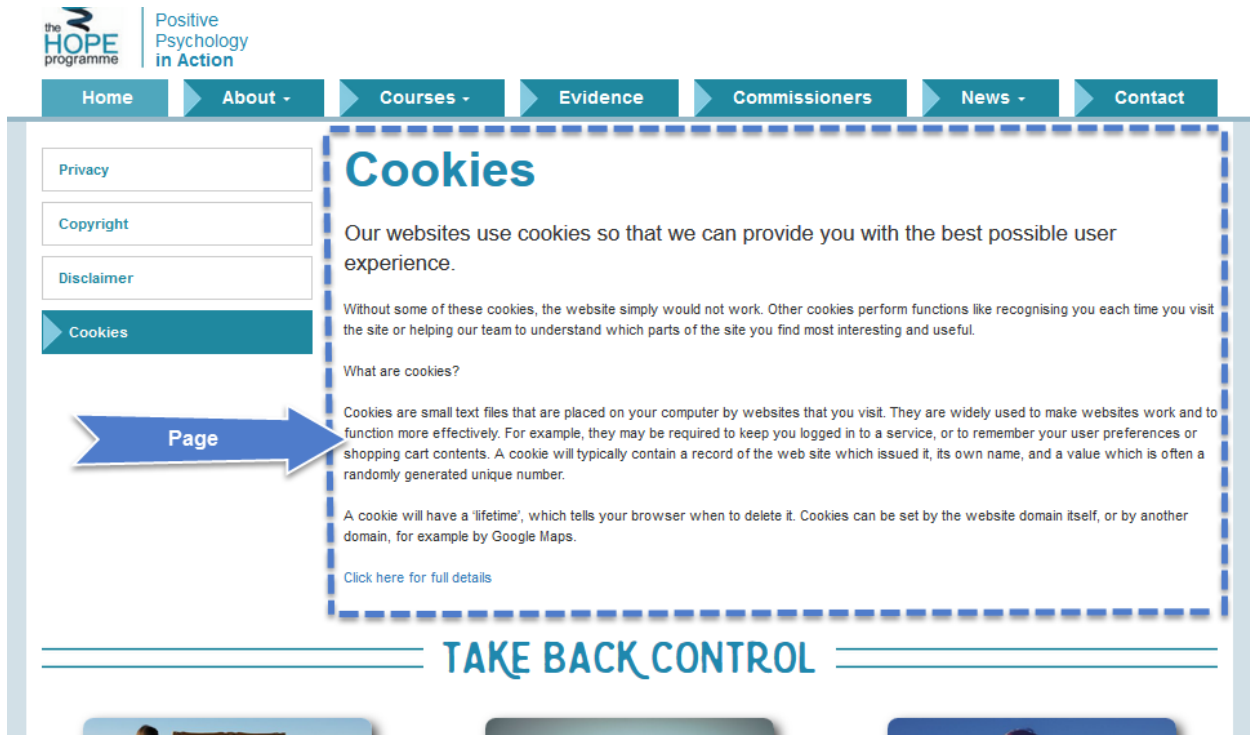 the
HOPE
programme
Positive
Psychology
in Action
Home
About
Courses
Evidence
Commissioners
News
Contact
Privacy
Copyright
Disclaimer
Cookies
Page
Cookies
Our websites use cookies so that we can provide you with the best possible user
experience.
Without some of these cookies, the website simply would not work. Other cookies perform functions like recognising you each time you visit
the site or helping our team to understand which parts of the site you find most interesting and useful.
What are cookies?
Cookies are small text files that are placed on your computer by websites that you visit. They are widely used to make websites work and to
function more effectively. For example, they may be required to keep you logged in to a service, or to remember your user preferences or
shopping cart contents. A cookie will typically contain a record of the web site which issued it, its own name, and a value which is often a
randomly generated unique number.
A cookie will have a ‘lifetime’, which tells your browser when to delete it. Cookies can be set by the website domain itself, or by another
domain, for example by Google Maps.
Click here for full details
TAKE BACK CONTROL